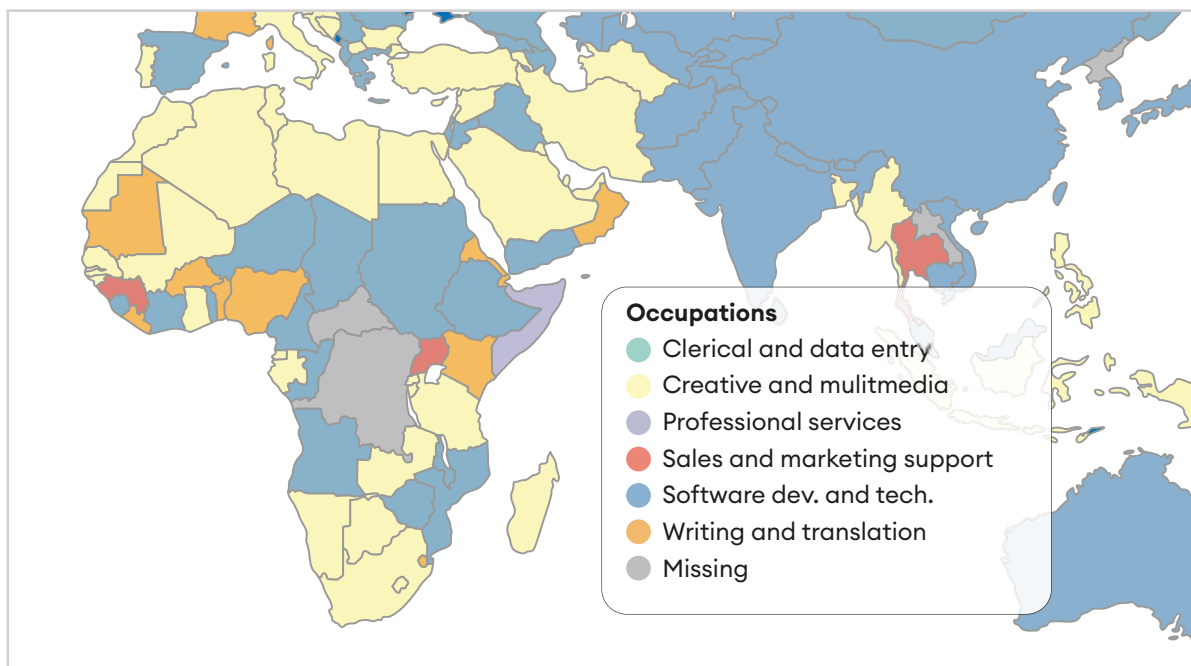 Occupations
Clerical and data entry
Creative and mulitmedia
Professional services
Sales and marketing support
Software dev. and tech.
Writing and translation
Missing